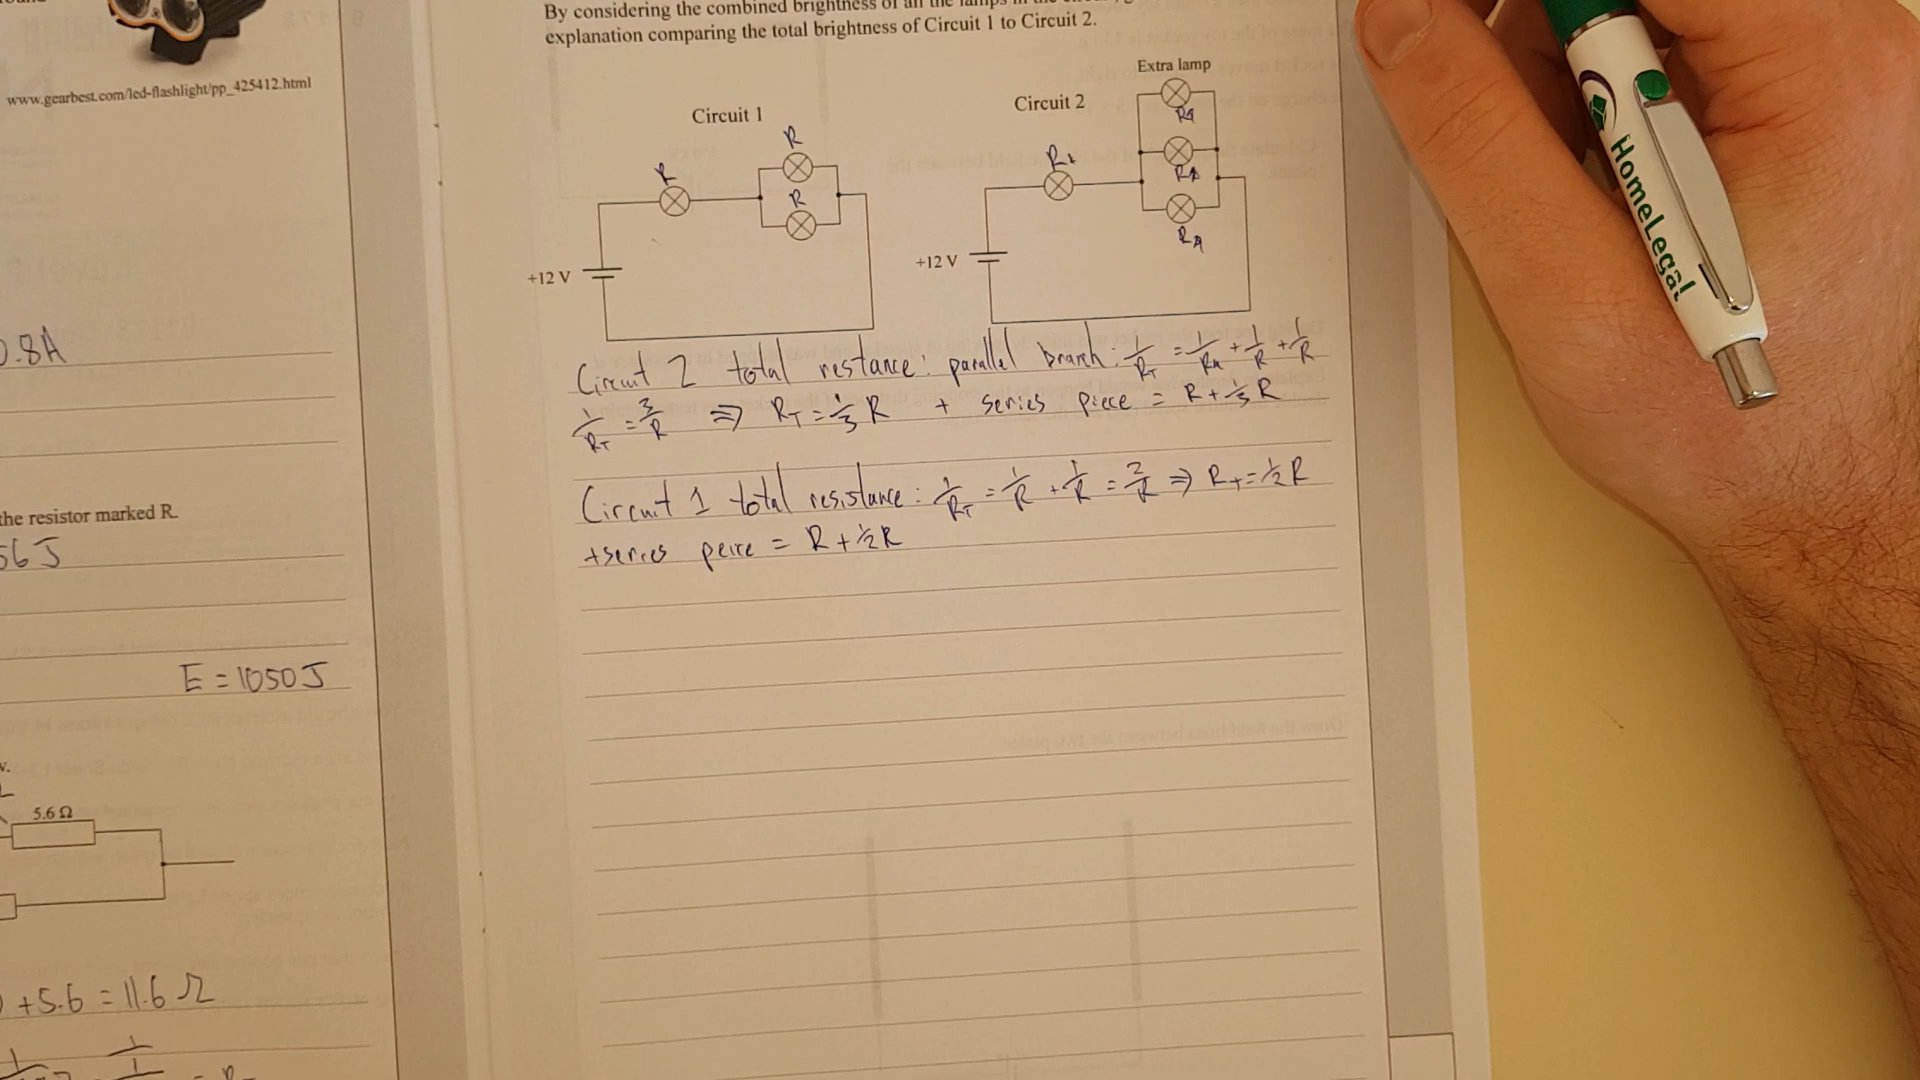 www.gearbest.com/led-flashlight/pp_425412.html
0.8A
the resistor marked R.
56 J
E = 1050 J
5.6 Ω
+5.6 = 11.6 Ω
By considering the combined brightness of all the lamps in the
explanation comparing the total brightness of Circuit 1 to Circuit 2.
Circuit 1
R
R
R
+12 V
Extra lamp
Circuit 2
+12 V
Circuit 2 total restance: parallel branch: 1/RT = 1/R + 1/R + 1/R
1/RT = 3/R ⇒ RT = 1/3 R + series piece = R + 1/3 R
Circuit 1 total resistance: 1/RT = 1/R + 1/R = 2/R ⇒ RT = 1/2 R
+series peice = R + 1/2 R
HomeLegal